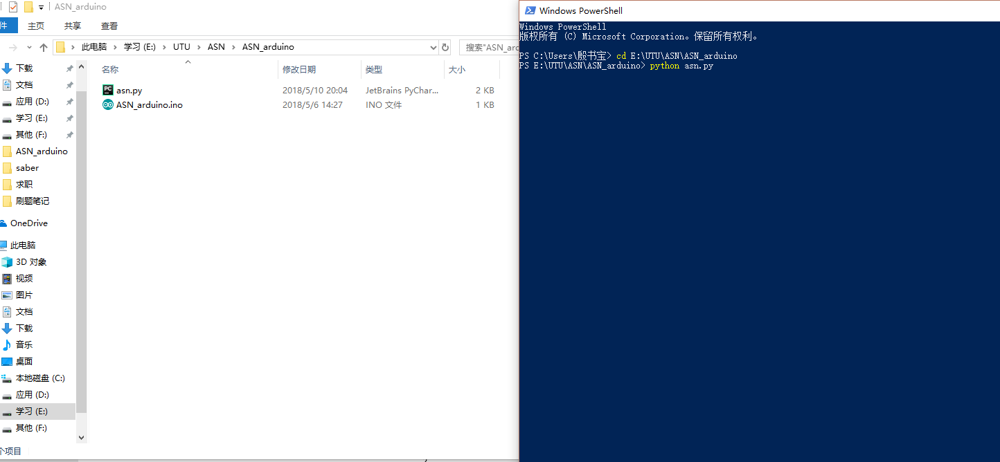 ASN_arduino
件 主页 共享 查看
此电脑 学习 (E:) UTU ASN ASN_arduino 搜索"ASN_ard
下载
文档
应用 (D:)
学习 (E:)
其他 (F:)
ASN_arduino
saber
求职
刷题笔记
OneDrive
此电脑
3D 对象
视频
图片
文档
下载
音乐
桌面
本地磁盘 (C:)
应用 (D:)
学习 (E:)
其他 (F:)
个项目
名称 修改日期 类型 大小
asn.py 2018/5/10 20:04 JetBrains PyChar... 2 KB
ASN_arduino.ino 2018/5/6 14:27 INO 文件 1 KB
Windows PowerShell
Windows PowerShell
版权所有 (C) Microsoft Corporation。保留所有权利。
PS C:\Users\殷书宝> cd E:\UTU\ASN\ASN_arduino
PS E:\UTU\ASN\ASN_arduino> python asn.py